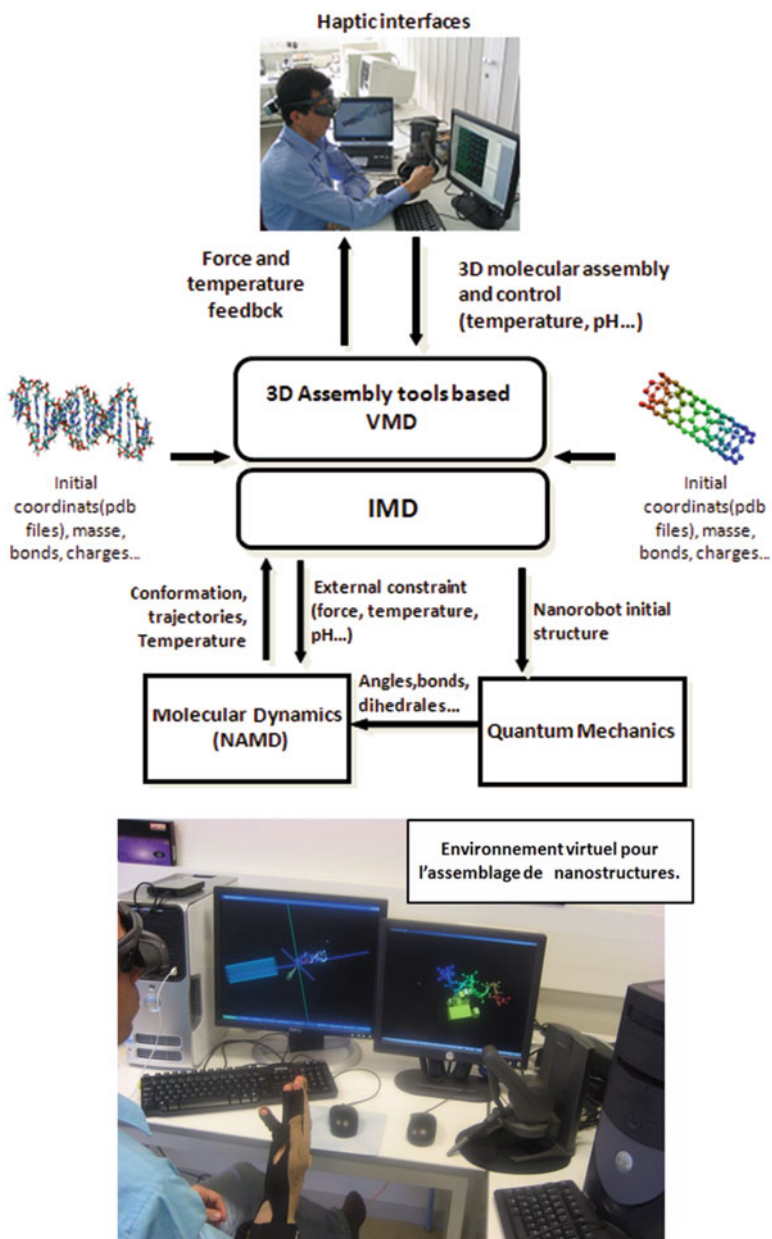 Haptic interfaces
Force and
temperature
feedbck
3D molecular assembly
and control
(temperature, pH...)
3D Assembly tools based
VMD
IMD
Initial
coordinats(pdb
files), masse,
bonds, charges...
Initial
coordinats(pdb
files), masse,
bonds, charges...
Conformation,
trajectories,
Temperature
External constraint
(force, temperature,
pH...)
Nanorobot initial
structure
Molecular Dynamics
(NAMD)
Angles,bonds,
dihedrales...
Quantum Mechanics
Environnement virtuel pour
l’assemblage de nanostructures.